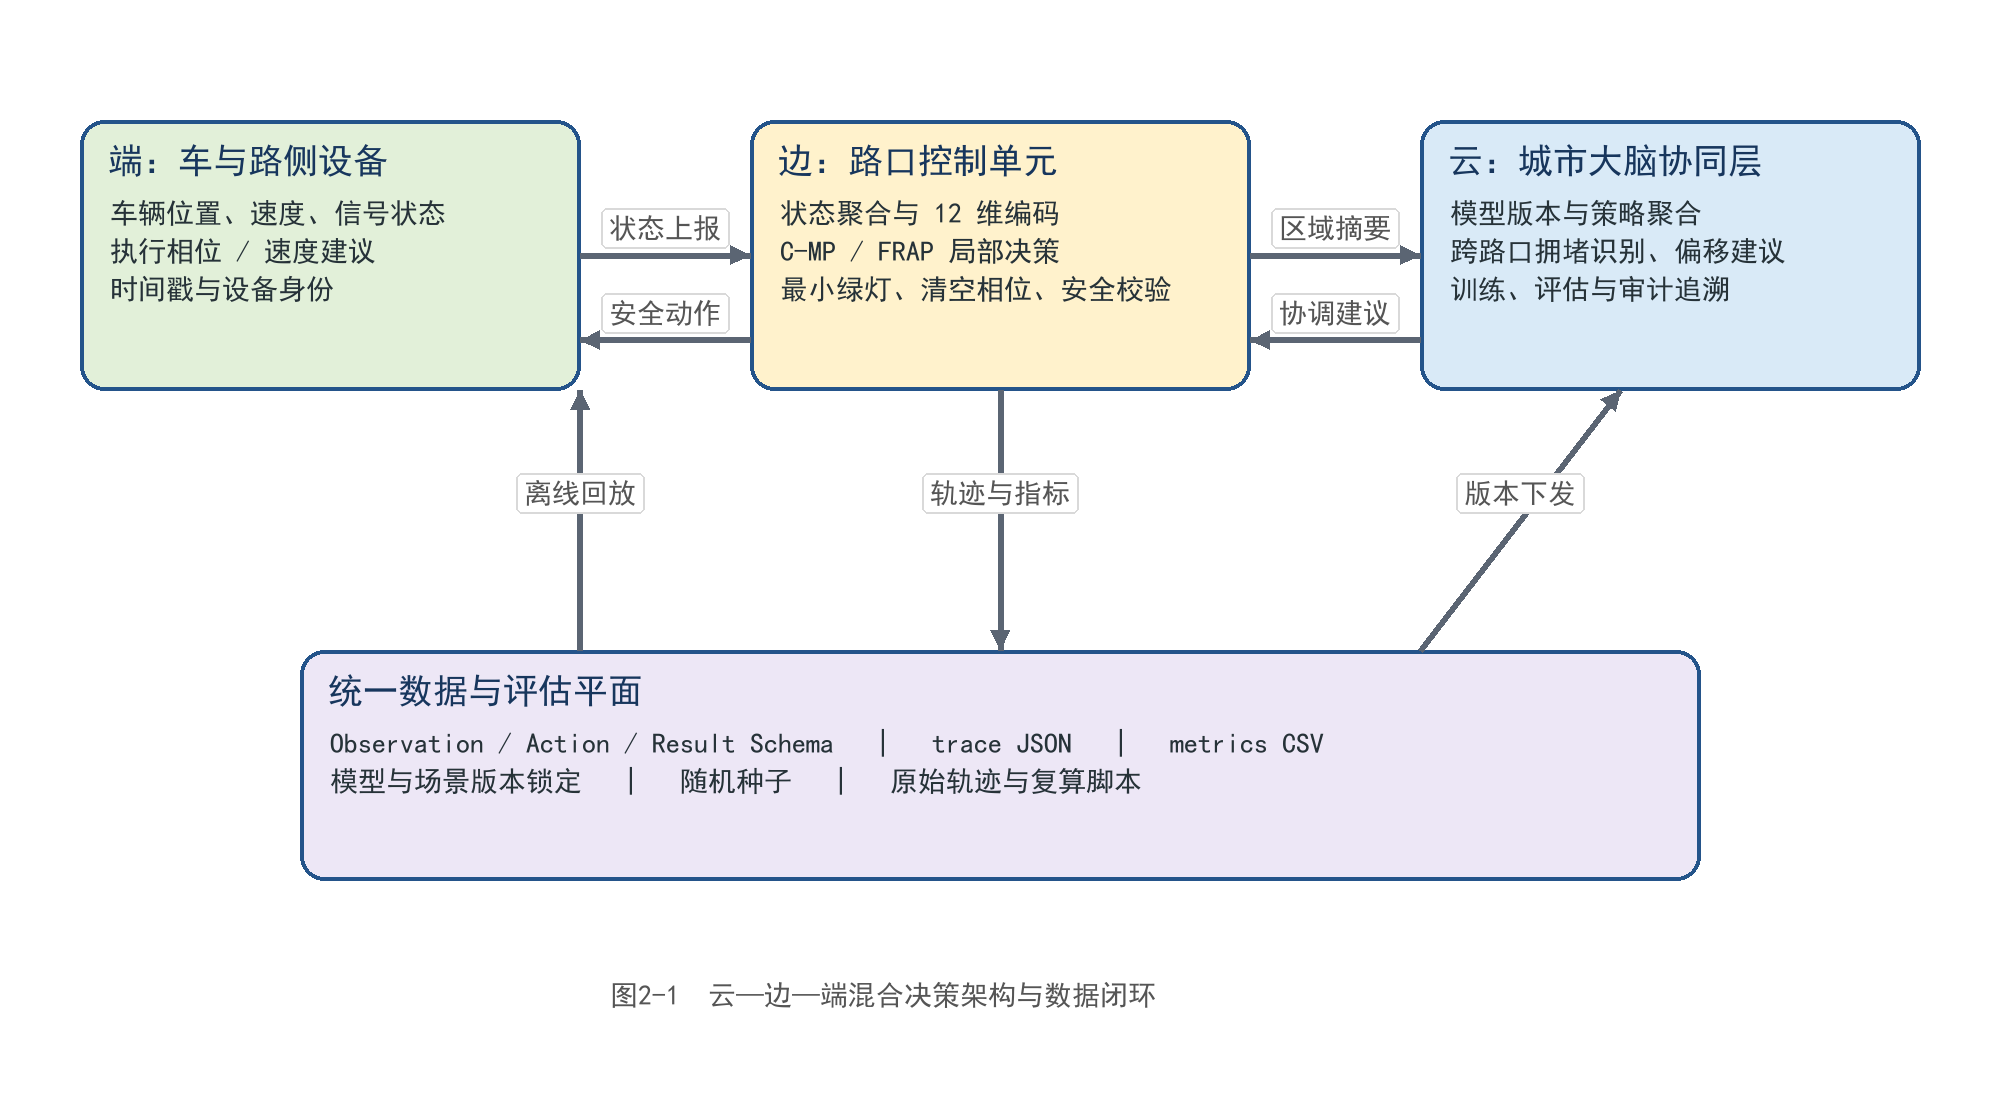 端：车与路侧设备
车辆位置、速度、信号状态
执行相位 / 速度建议
时间戳与设备身份
状态上报
安全动作
边：路口控制单元
状态聚合与 12 维编码
C-MP / FRAP 局部决策
最小绿灯、清空相位、安全校验
区域摘要
协调建议
云：城市大脑协同层
模型版本与策略聚合
跨路口拥堵识别、偏移建议
训练、评估与审计追溯
离线回放
轨迹与指标
版本下发
统一数据与评估平面
Observation / Action / Result Schema | trace JSON | metrics CSV
模型与场景版本锁定 | 随机种子 | 原始轨迹与复算脚本
图2-1 云—边—端混合决策架构与数据闭环